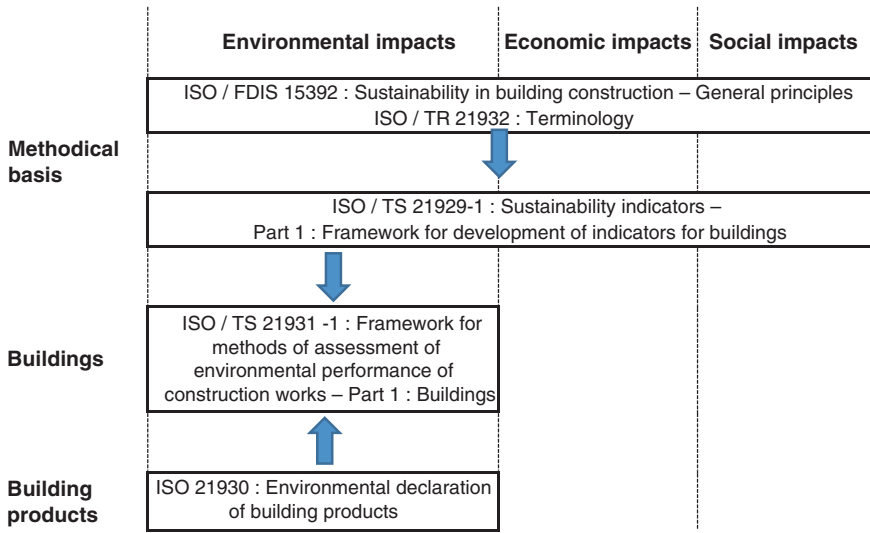 Environmental impacts Economic impacts Social impacts
ISO / FDIS 15392 : Sustainability in building construction – General principles
ISO / TR 21932 : Terminology
Methodical
basis
ISO / TS 21929-1 : Sustainability indicators –
Part 1 : Framework for development of indicators for buildings
Buildings
ISO / TS 21931 -1 : Framework for
methods of assessment of
environmental performance of
construction works – Part 1 : Buildings
Building
products
ISO 21930 : Environmental declaration
of building products